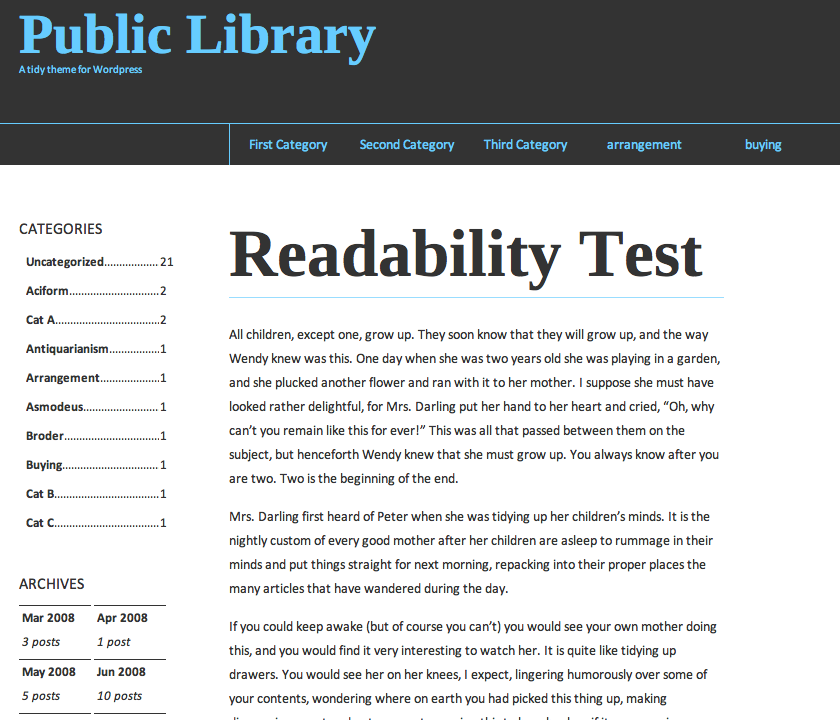 Public Library
A tidy theme for Wordpress
First Category Second Category Third Category arrangement buying
CATEGORIES
Uncategorized.................. 21
Aciform.............................. 2
Cat A................................... 2
Antiquarianism................. 1
Arrangement.................... 1
Asmodeus......................... 1
Broder................................ 1
Buying................................ 1
Cat B................................... 1
Cat C................................... 1
ARCHIVES
Mar 2008 Apr 2008
3 posts 1 post
May 2008 Jun 2008
5 posts 10 posts
Readability Test
All children, except one, grow up. They soon know that they will grow up, and the way
Wendy knew was this. One day when she was two years old she was playing in a garden,
and she plucked another flower and ran with it to her mother. I suppose she must have
looked rather delightful, for Mrs. Darling put her hand to her heart and cried, “Oh, why
can’t you remain like this for ever!” This was all that passed between them on the
subject, but henceforth Wendy knew that she must grow up. You always know after you
are two. Two is the beginning of the end.
Mrs. Darling first heard of Peter when she was tidying up her children’s minds. It is the
nightly custom of every good mother after her children are asleep to rummage in their
minds and put things straight for next morning, repacking into their proper places the
many articles that have wandered during the day.
If you could keep awake (but of course you can’t) you would see your own mother doing
this, and you would find it very interesting to watch her. It is quite like tidying up
drawers. You would see her on her knees, I expect, lingering humorously over some of
your contents, wondering where on earth you had picked this thing up, making